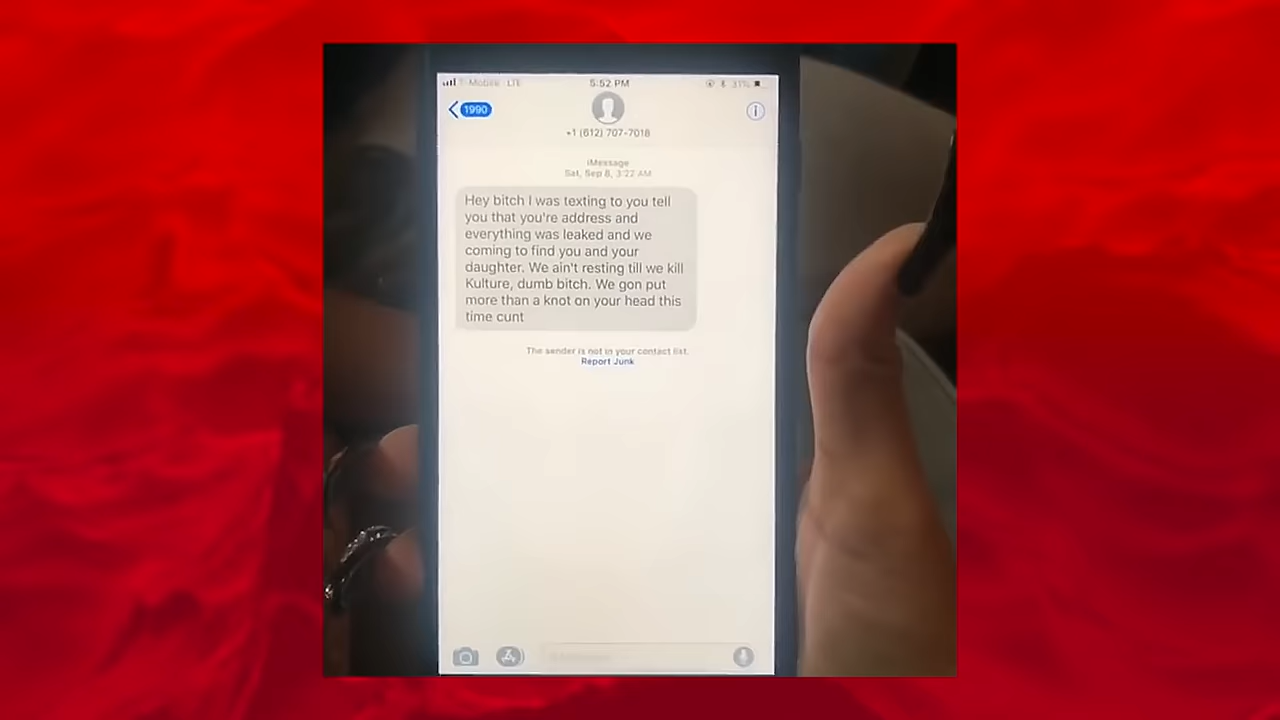 Mobile LTE 5:52 PM 31%
1990
+1 (612) 707-7018
iMessage
Sat, Sep 8, 3:22 AM
Hey bitch I was texting to you tell
you that you're address and
everything was leaked and we
coming to find you and your
daughter. We ain't resting till we kill
Kulture, dumb bitch. We gon put
more than a knot on your head this
time cunt
The sender is not in your contact list.
Report Junk